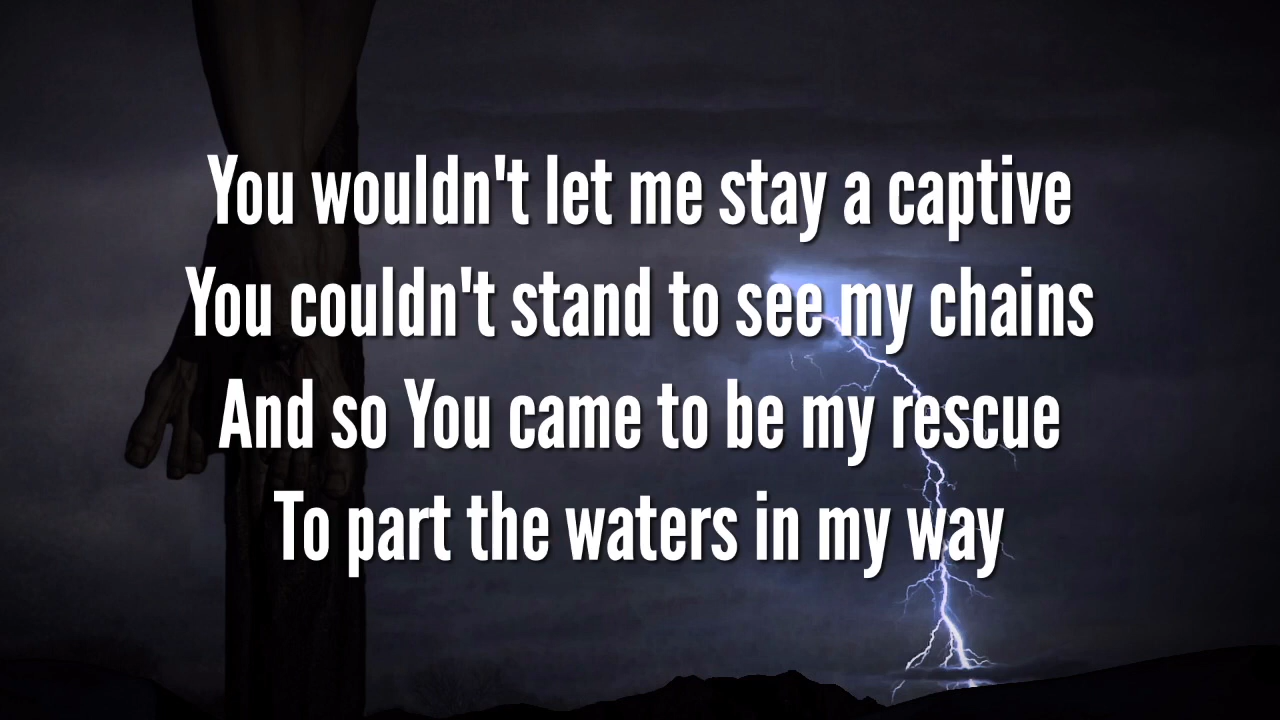 You wouldn't let me stay a captive
You couldn't stand to see my chains
And so You came to be my rescue
To part the waters in my way